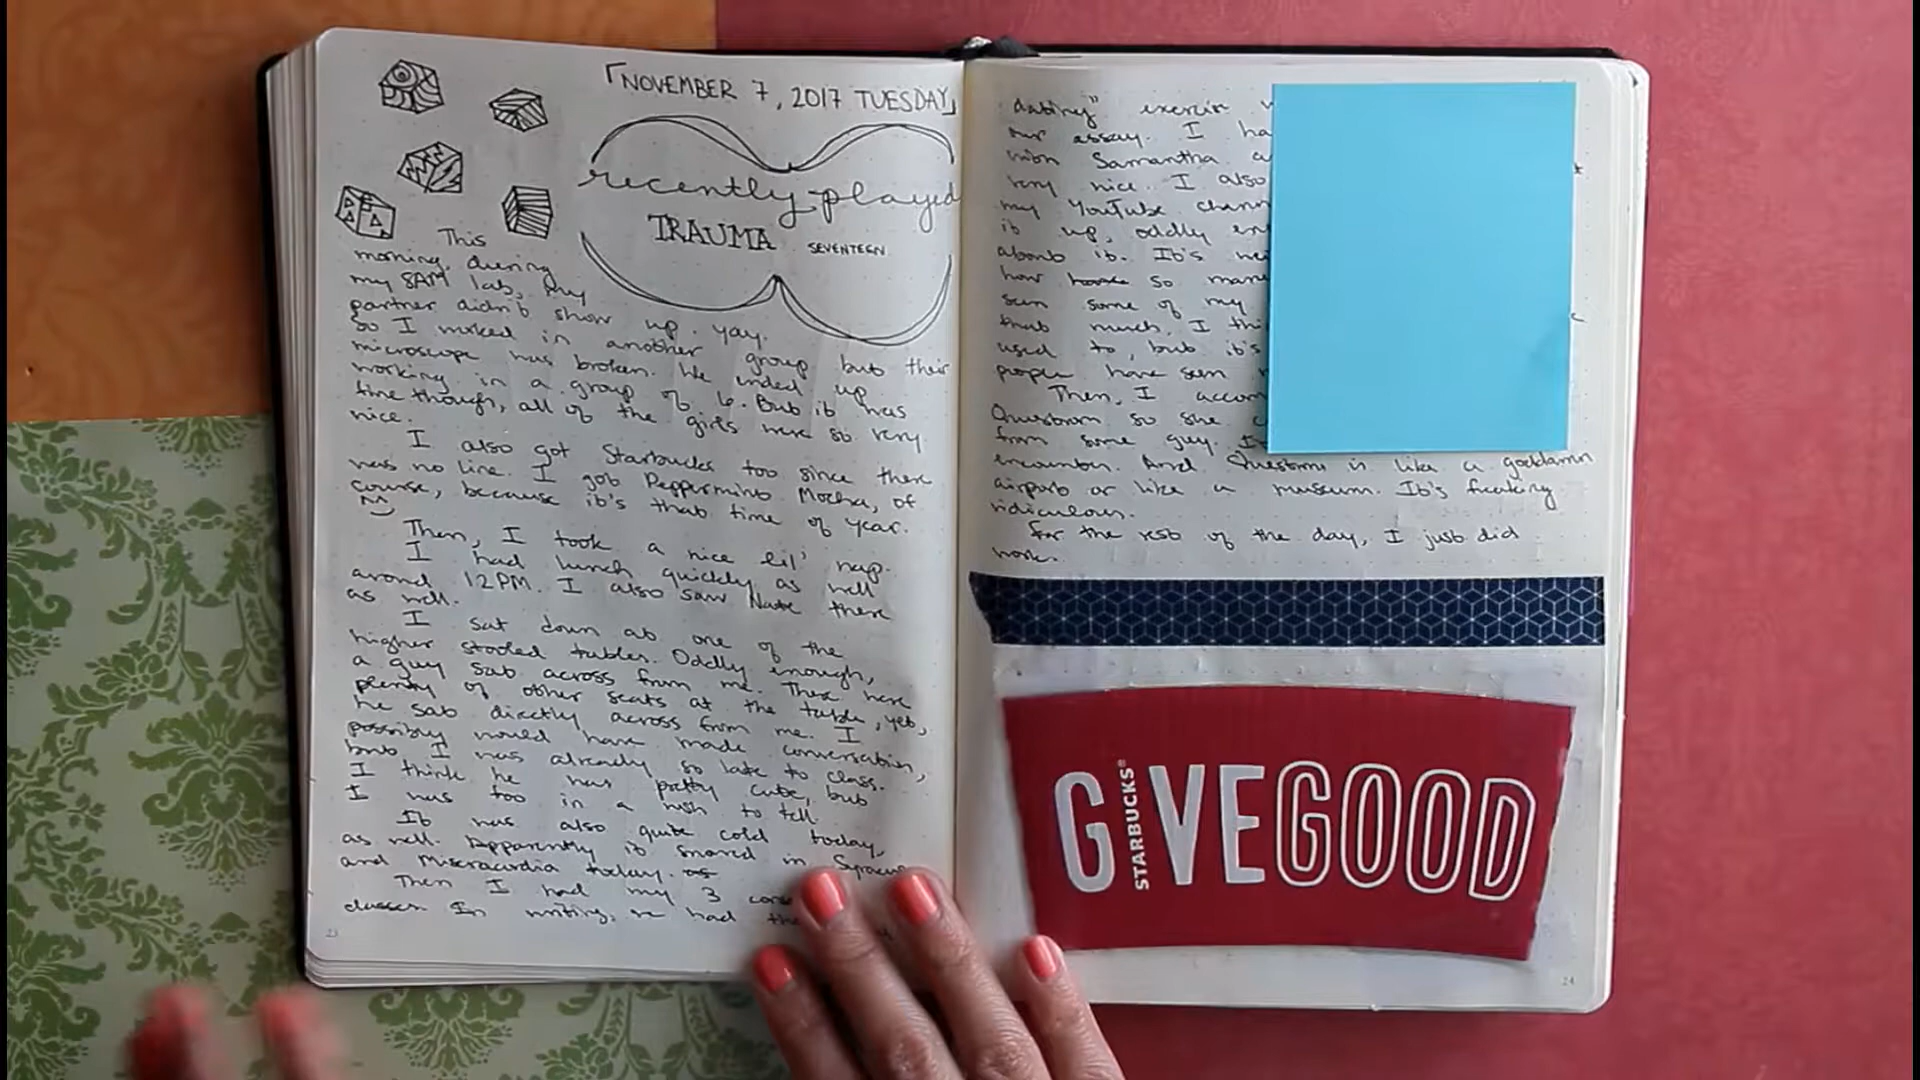 「NOVEMBER 7, 2017 TUESDAY」
recently played
TRAUMA SEVENTEEN
This
morning, during
my 8AM lab, my
partner didn't show up. yay.
So I worked in another group but their
microscope was broken. We ended up
working in a group of 6. But it was
fine though, all of the girls were so very
nice.
I also got Starbucks too since there
was no line. I got Peppermint Mocha, of
course, because it's that time of year.
Then, I took a nice lil' nap.
I had lunch quickly as well
around 12PM. I also saw Nate there
as well.
I sat down at one of the
higher stooled tables. Oddly enough,
a guy sat across from me. There were
plenty of other seats at the table, yet,
he sat directly across from me. I
possibly would have made conversation,
but I was already so late to class.
I think he was pretty cute, but
I was too in a rush to tell
It was also quite cold today,
as well. Apparently it snowed in
and today.
Then I had my 3
classes. In writing, we had
dating" exercise
our assay. I
with Samantha
very nice. I also
my YouTube
it up, oddly
about it. It's
how so
seen some of my
that much. I
used to, but it's
people have seen
Then, I
Questrom so she
from some guy.
encounter. And Questrom is like a goddamn
airport or like a museum. It's freaking
ridiculous.
For the rest of the day, I just did
work.
GIVE GOOD
STARBUCKS®
23
24